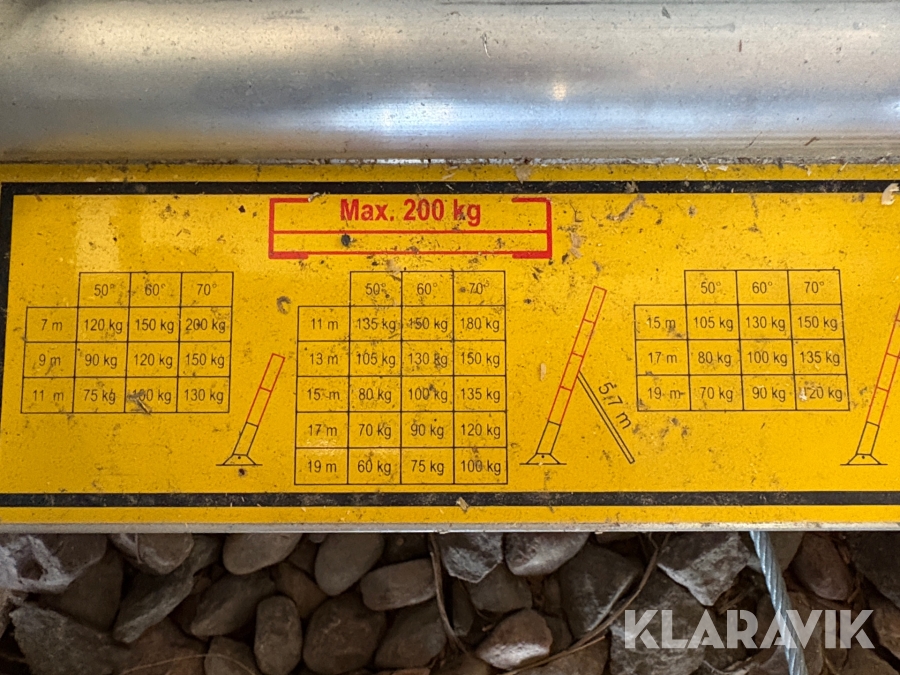 Max. 200 kg
50° 60° 70°
7 m 120 kg 150 kg 200 kg
9 m 90 kg 120 kg 150 kg
11 m 75 kg 100 kg 130 kg
50° 60° 70°
11 m 135 kg 150 kg 180 kg
13 m 105 kg 130 kg 150 kg
15 m 80 kg 100 kg 135 kg
17 m 70 kg 90 kg 120 kg
19 m 60 kg 75 kg 100 kg
5,7 m
50° 60° 70°
15 m 105 kg 130 kg 150 kg
17 m 80 kg 100 kg 135 kg
19 m 70 kg 90 kg 120 kg
KLARAVIK